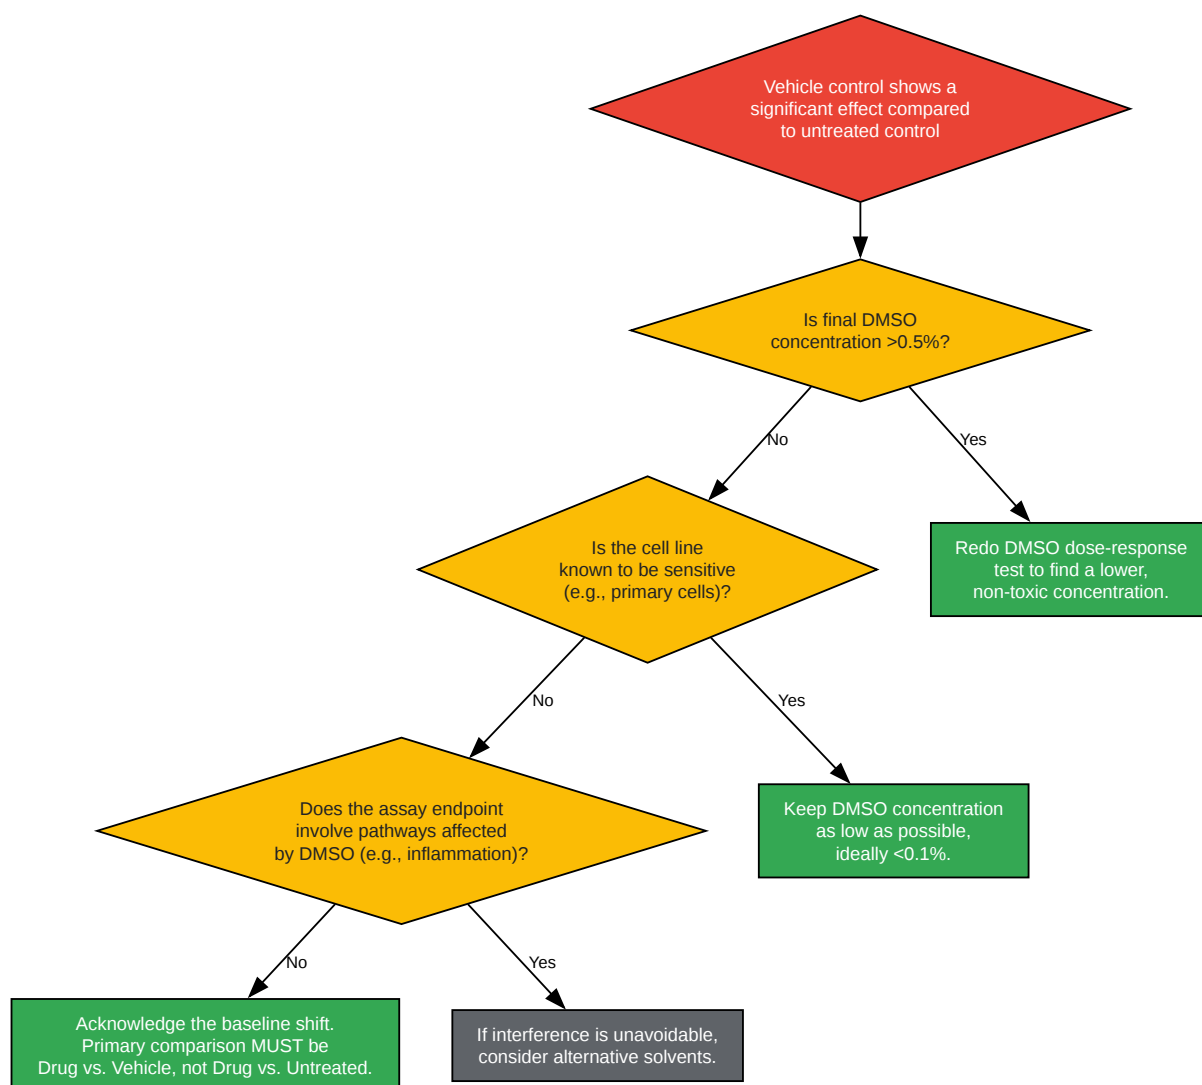 Vehicle control shows a
significant effect compared
to untreated control
Is final DMSO
concentration >0.5%?
No
Yes
Is the cell line
known to be sensitive
(e.g., primary cells)?
Redo DMSO dose-response
test to find a lower,
non-toxic concentration.
No
Yes
Does the assay endpoint
involve pathways affected
by DMSO (e.g., inflammation)?
Keep DMSO concentration
as low as possible,
ideally <0.1%.
No
Yes
Acknowledge the baseline shift.
Primary comparison MUST be
Drug vs. Vehicle, not Drug vs. Untreated.
If interference is unavoidable,
consider alternative solvents.